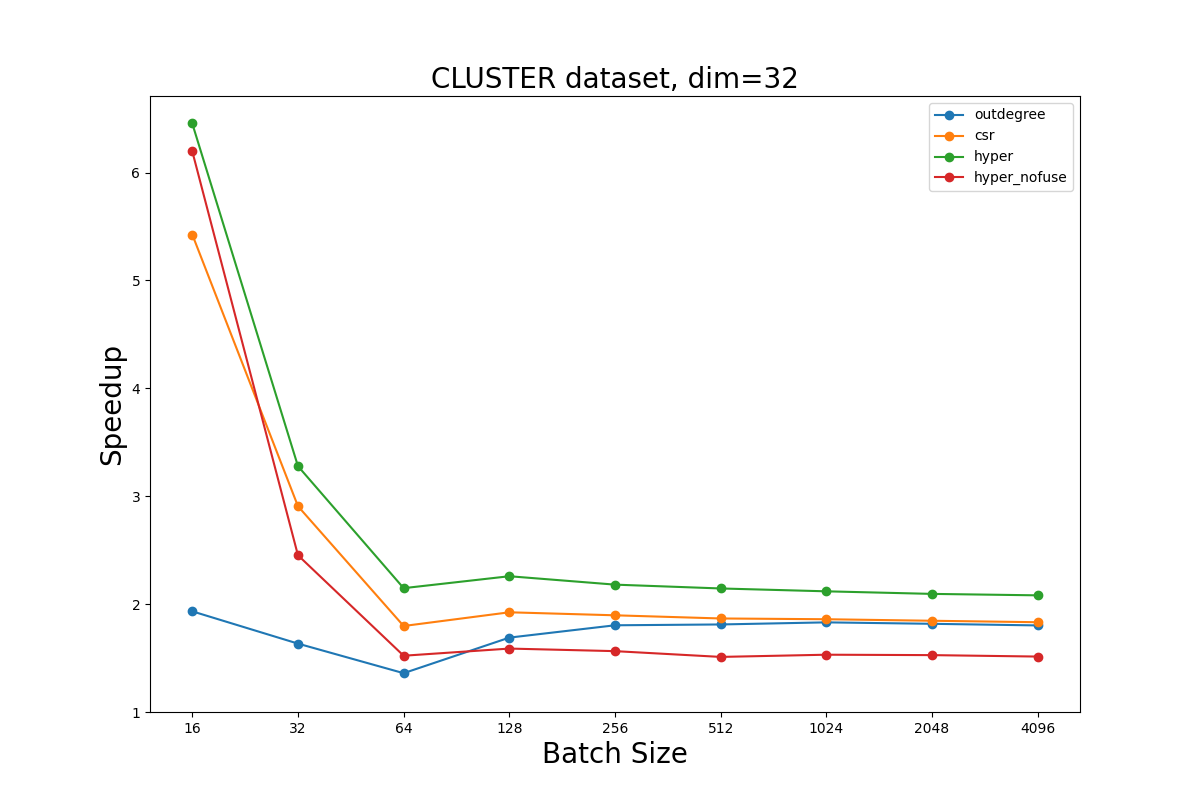 CLUSTER dataset, dim=32
outdegree
csr
hyper
hyper_nofuse
Speedup
6
5
4
3
2
1
16 32 64 128 256 512 1024 2048 4096
Batch Size